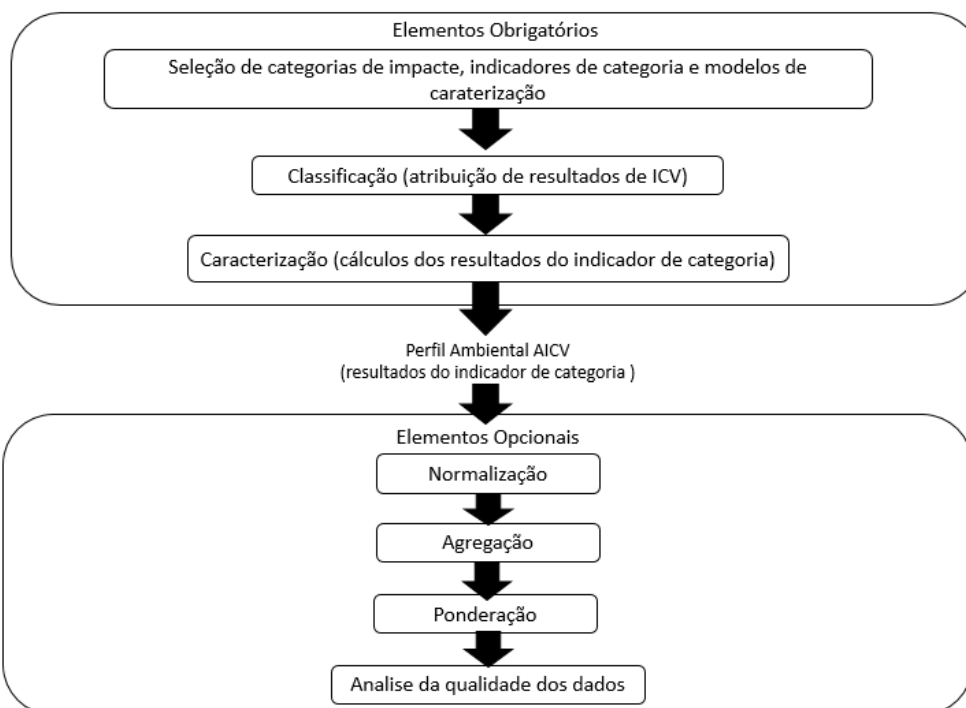 Elementos Obrigatórios
Seleção de categorias de impacte, indicadores de categoria e modelos de
caraterização
Classificação (atribuição de resultados de ICV)
Caracterização (cálculos dos resultados do indicador de categoria)
Perfil Ambiental AICV
(resultados do indicador de categoria )
Elementos Opcionais
Normalização
Agregação
Ponderação
Analise da qualidade dos dados